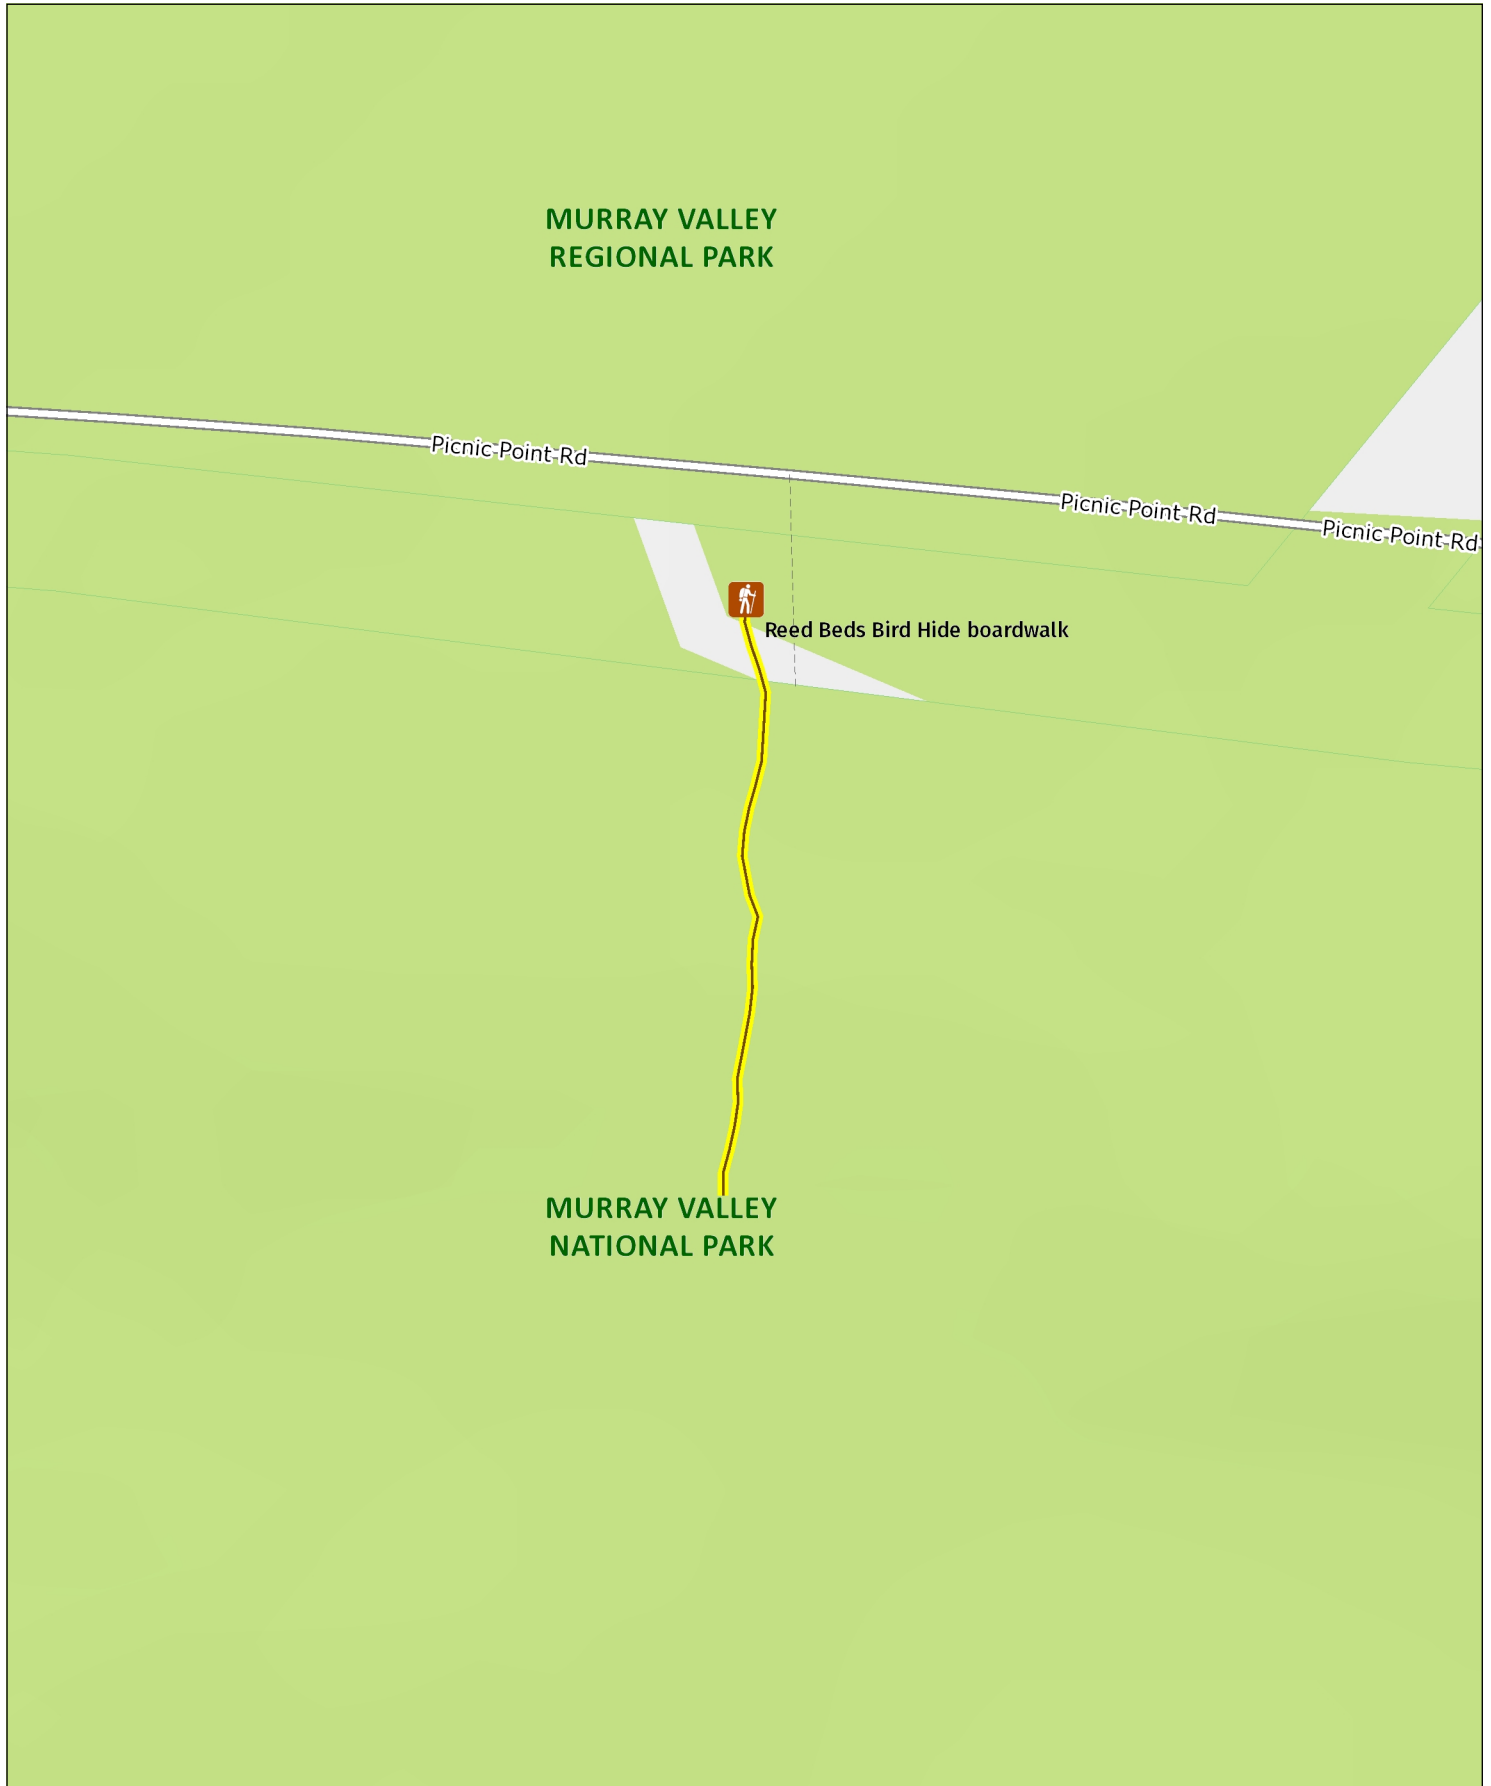 MURRAY VALLEY
REGIONAL PARK
Picnic Point Rd
Picnic Point Rd
Picnic Point Rd
Reed Beds Bird Hide boardwalk
MURRAY VALLEY
NATIONAL PARK